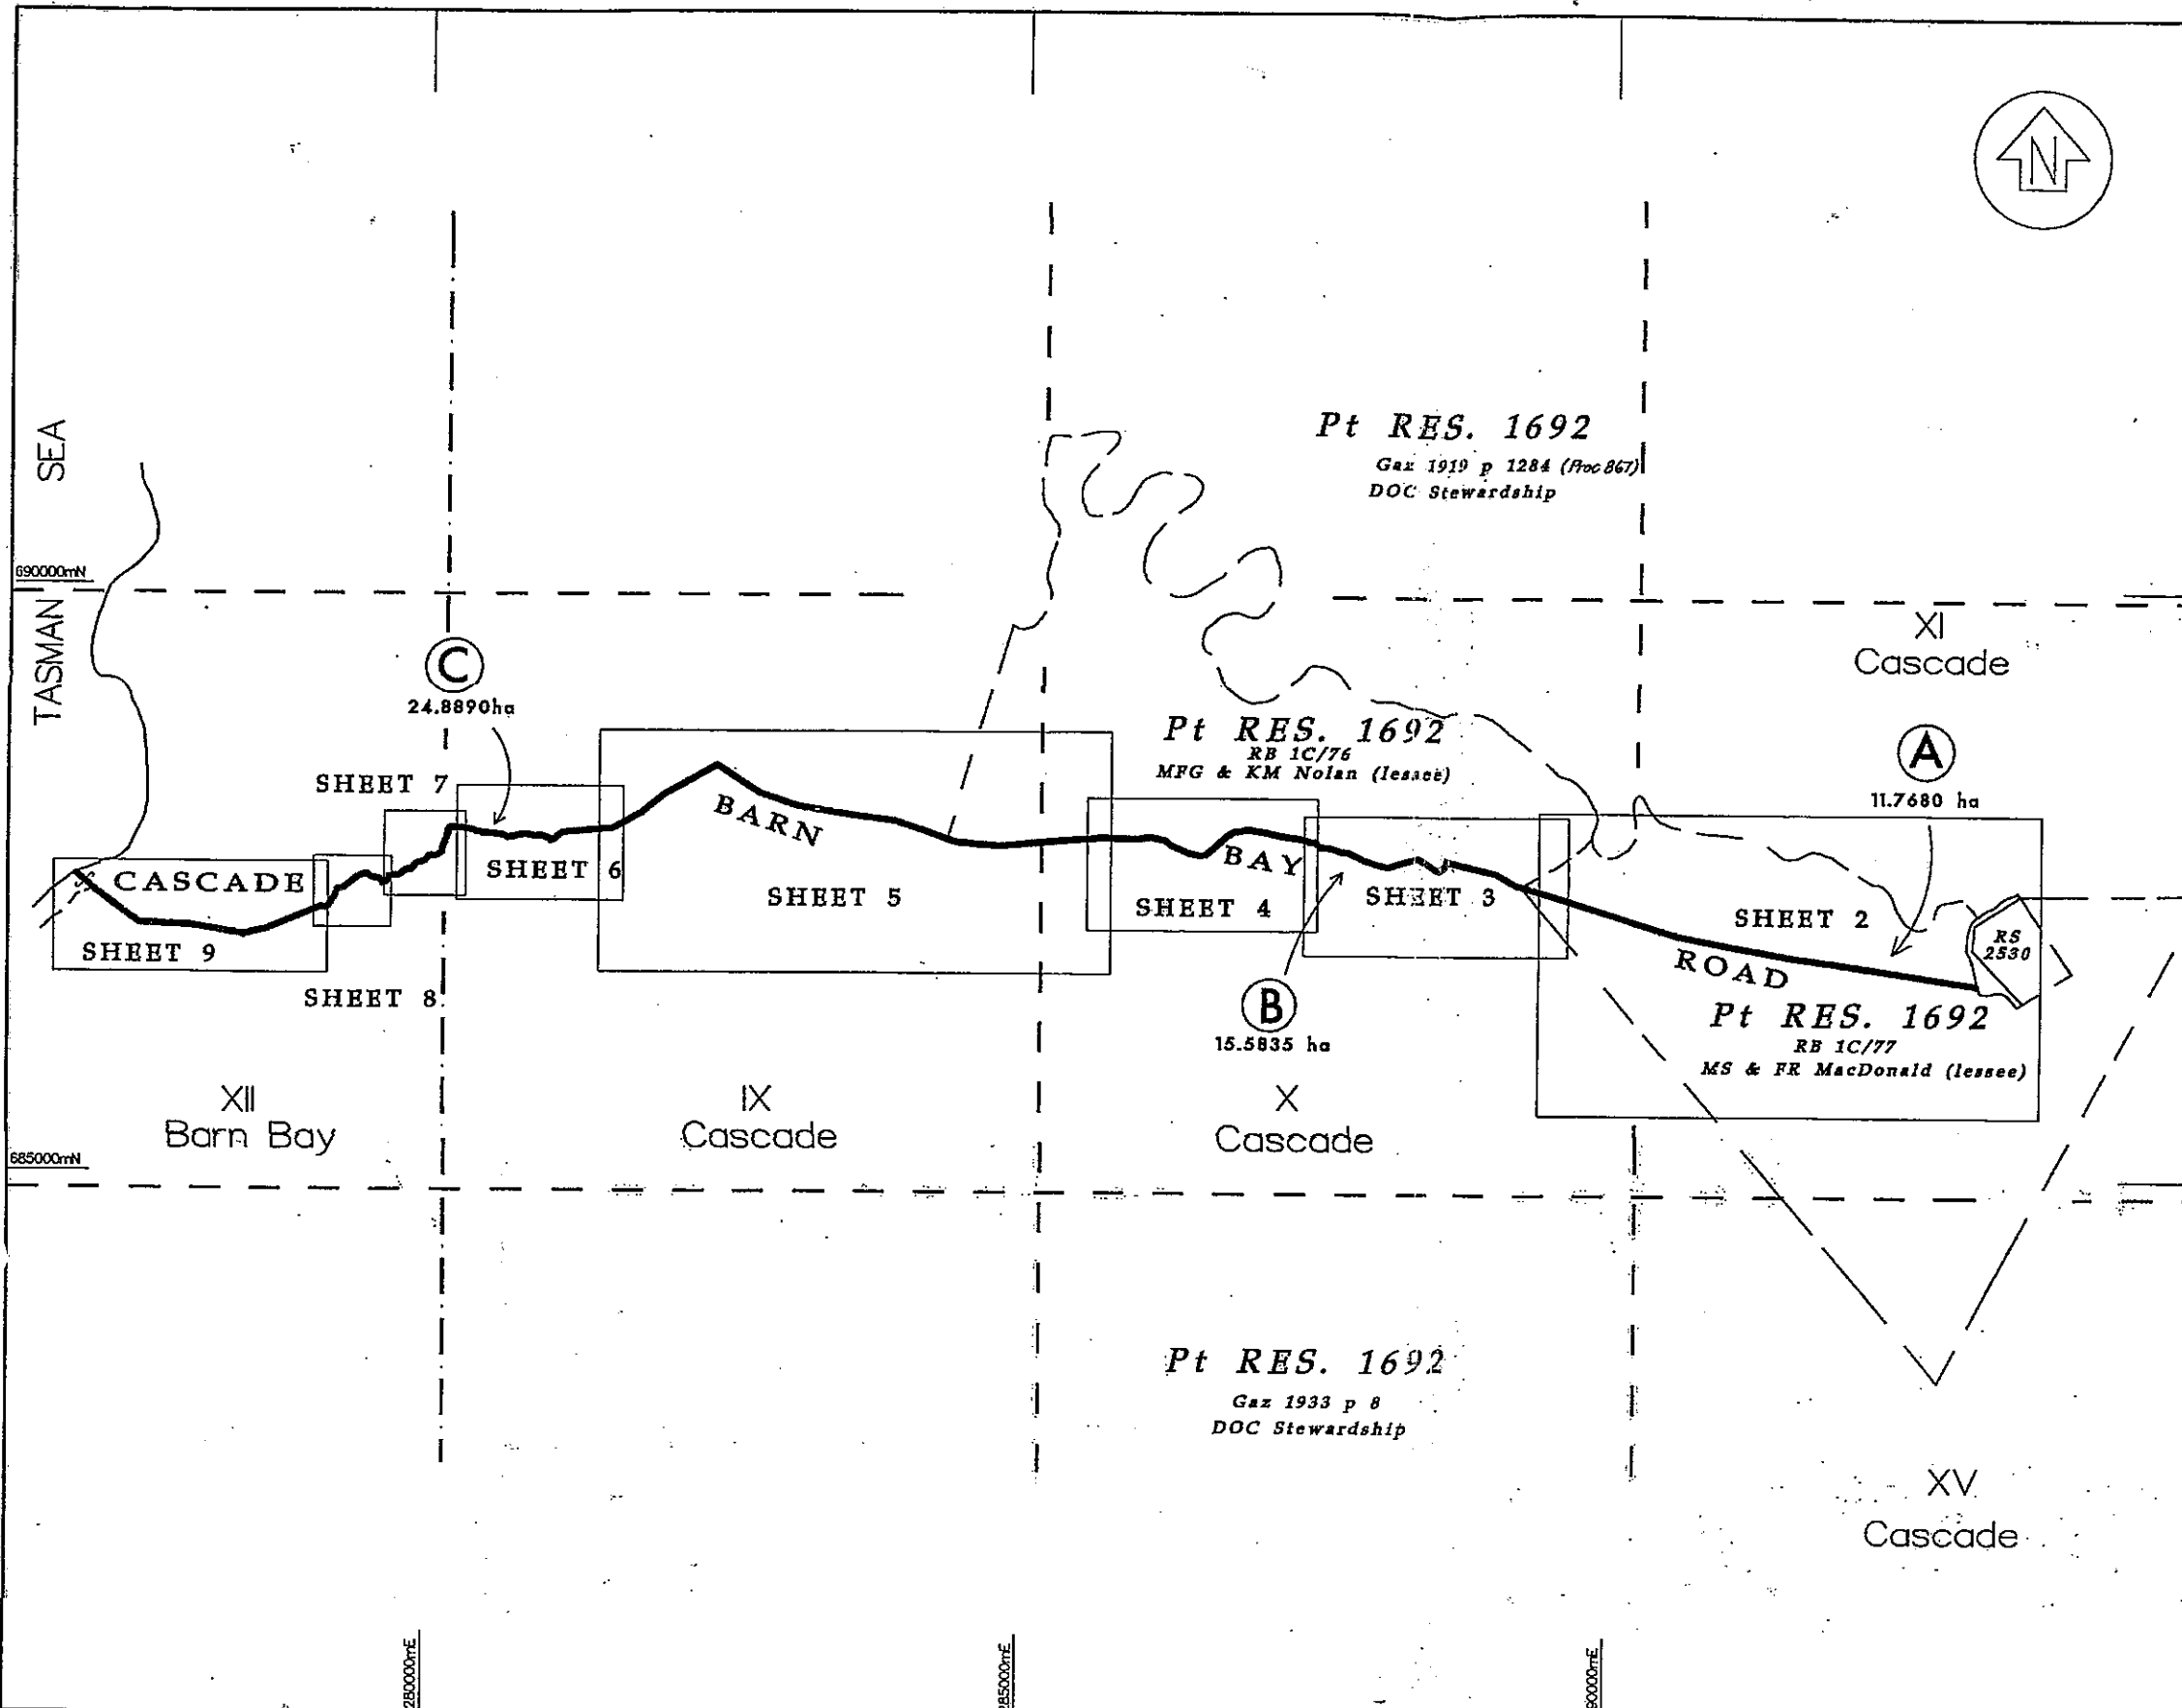 N
Pt RES. 1692
Gaz 1919 p 1284 (Proc 867)
DOC Stewardship
TASMAN SEA
690000mN
XI
Cascade
C
24.8890ha
Pt RES. 1692
RB 1C/76
MFG & KM Nolan (lessee)
A
11.7680 ha
SHEET 7
CASCADE BARN BAY ROAD
SHEET 6
SHEET 5
SHEET 4
SHEET 3
SHEET 2
RS
2530
SHEET 9
SHEET 8
B
15.5835 ha
Pt RES. 1692
RB 1C/77
MS & FR MacDonald (lessee)
XII
Barn Bay
IX
Cascade
X
Cascade
685000mN
Pt RES. 1692
Gaz 1933 p 8
DOC Stewardship
XV
Cascade
280000mE
285000mE
90000mE